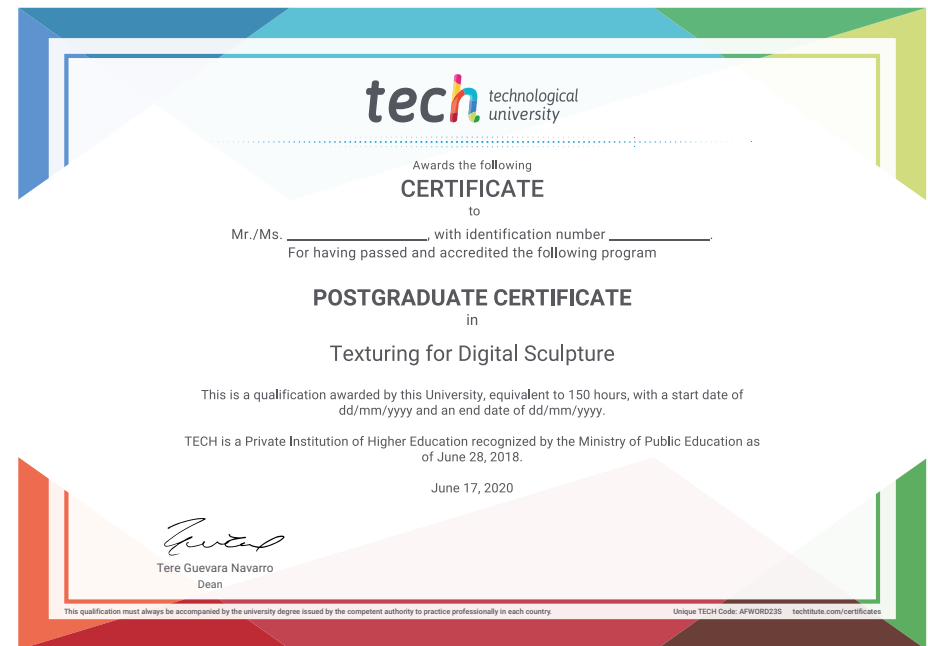 tech technological
university
Awards the following
CERTIFICATE
to
Mr./Ms. ____________________, with identification number ______________.
For having passed and accredited the following program
POSTGRADUATE CERTIFICATE
in
Texturing for Digital Sculpture
This is a qualification awarded by this University, equivalent to 150 hours, with a start date of
dd/mm/yyyy and an end date of dd/mm/yyyy.
TECH is a Private Institution of Higher Education recognized by the Ministry of Public Education as
of June 28, 2018.
June 17, 2020
Tere Guevara Navarro
Dean
This qualification must always be accompanied by the university degree issued by the competent authority to practice professionally in each country.
Unique TECH Code: AFWORD23S techtitute.com/certificates